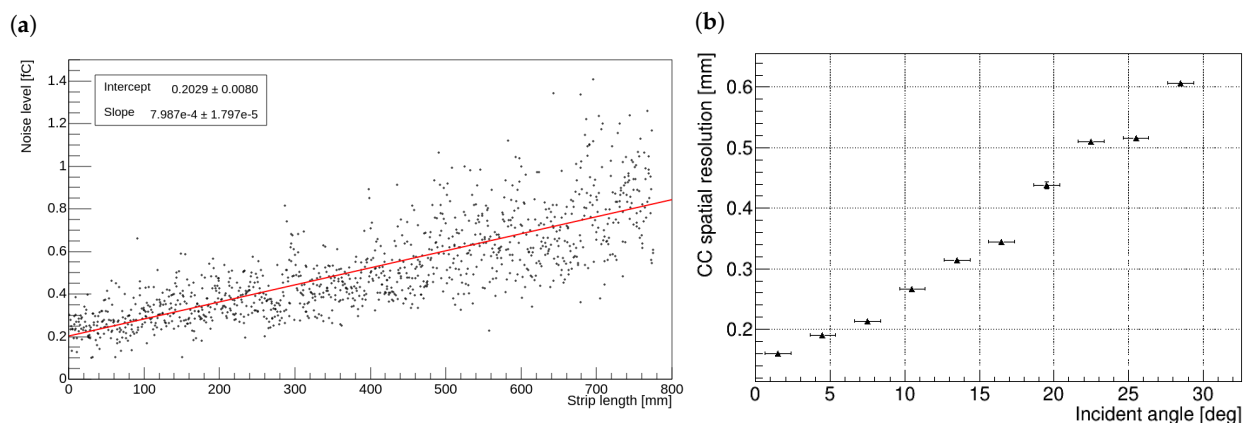 (a)
Noise level [fC]
1.4
1.2
1
0.8
0.6
0.4
0.2
0
Intercept 0.2029 ± 0.0080
Slope 7.987e-4 ± 1.797e-5
0 100 200 300 400 500 600 700 800
Strip length [mm]
(b)
CC spatial resolution [mm]
0.6
0.5
0.4
0.3
0.2
0 5 10 15 20 25 30
Incident angle [deg]